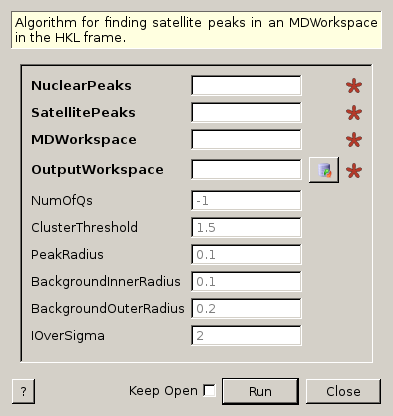 Algorithm for finding satellite peaks in an MDWorkspace
in the HKL frame.
NuclearPeaks
SatellitePeaks
MDWorkspace
OutputWorkspace
NumOfQs -1
ClusterThreshold 1.5
PeakRadius 0.1
BackgroundInnerRadius 0.1
BackgroundOuterRadius 0.2
IOverSigma 2
? Keep Open Run Close